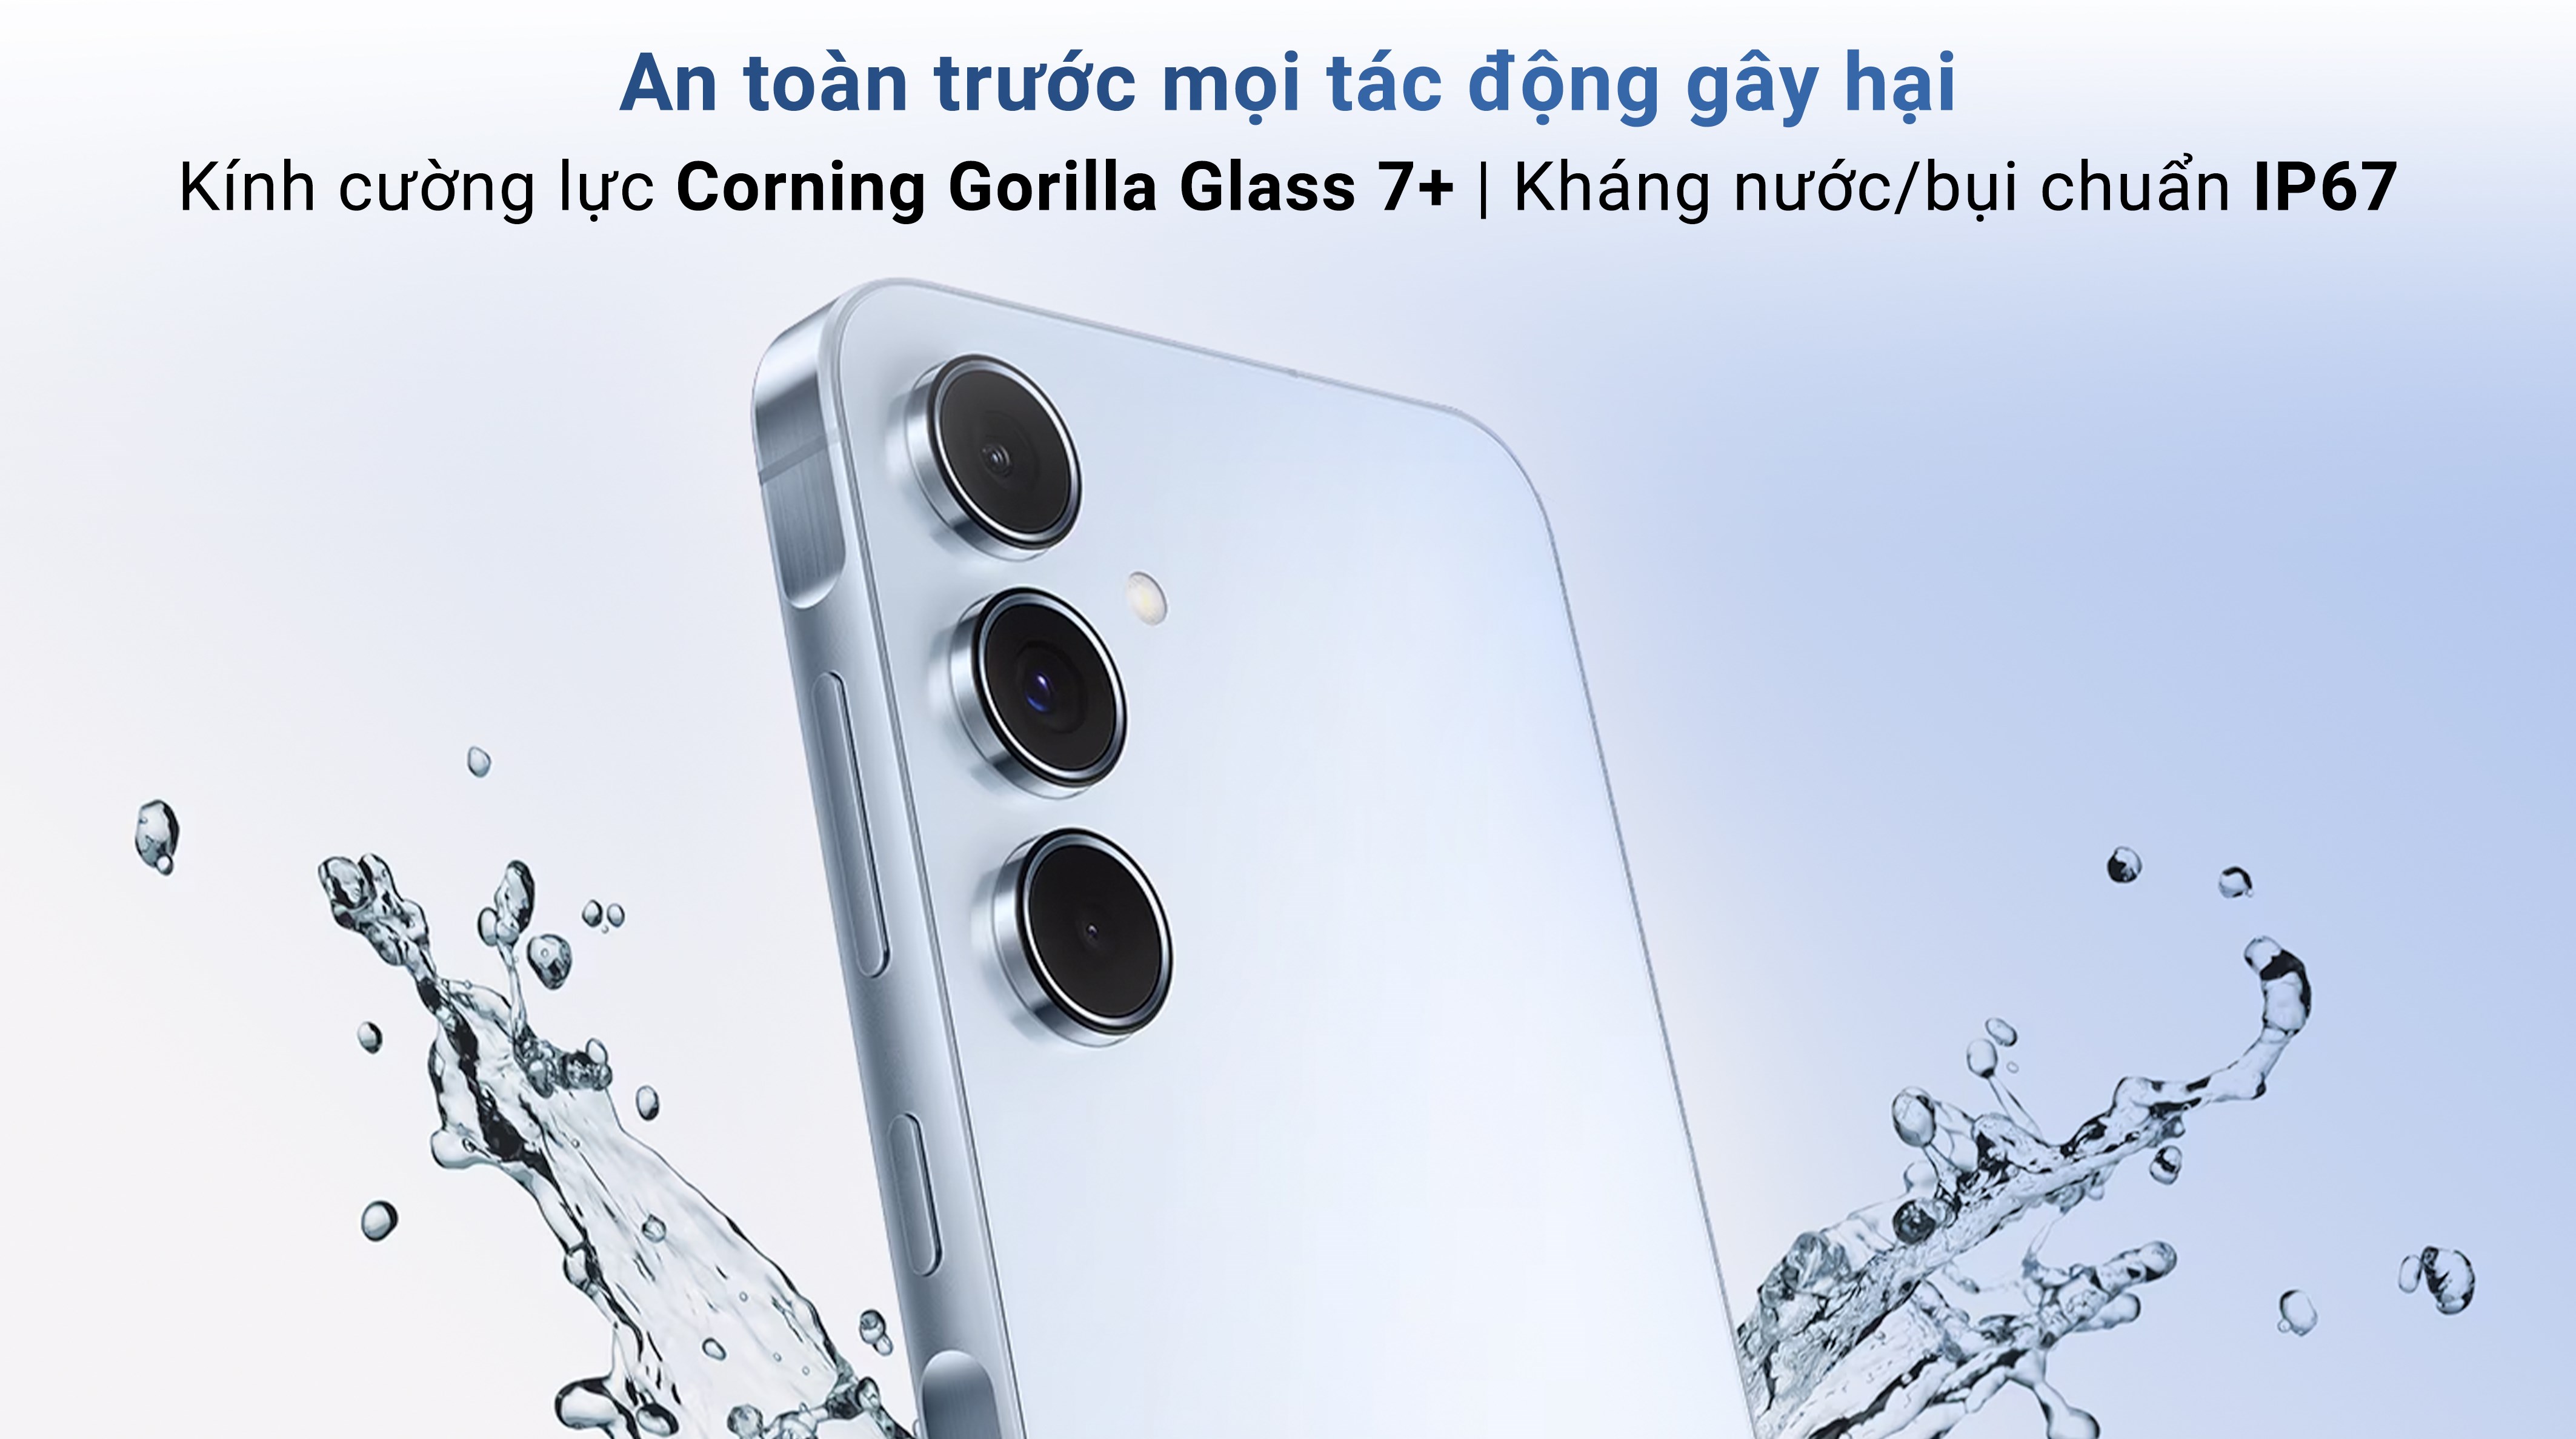 An toàn trước mọi tác động gây hại
Kính cường lực Corning Gorilla Glass 7+ | Kháng nước/bụi chuẩn IP67